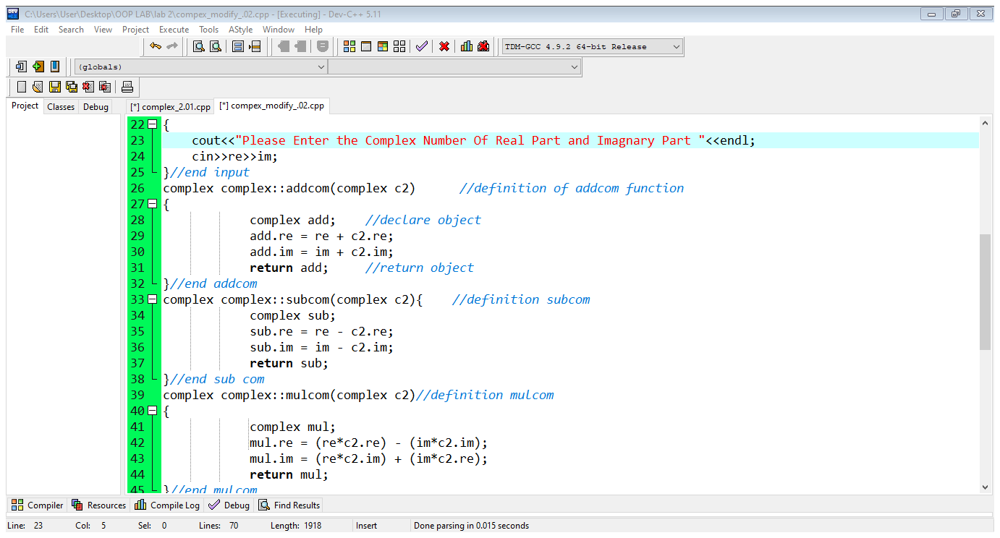 C:\Users\User\Desktop\OOP LAB\lab 2\compex_modify_.02.cpp - [Executing] - Dev-C++ 5.11
File Edit Search View Project Execute Tools AStyle Window Help
TDM-GCC 4.9.2 64-bit Release
(globals)
Project Classes Debug
[*] complex_2.01.cpp [*] compex_modify_.02.cpp
22 {
23 cout<<"Please Enter the Complex Number Of Real Part and Imagnary Part "<<endl;
24 cin>>re>>im;
25 }//end input
26 complex complex::addcom(complex c2) //definition of addcom function
27 {
28 complex add; //declare object
29 add.re = re + c2.re;
30 add.im = im + c2.im;
31 return add; //return object
32 }//end addcom
33 complex complex::subcom(complex c2){ //definition subcom
34 complex sub;
35 sub.re = re - c2.re;
36 sub.im = im - c2.im;
37 return sub;
38 }//end sub com
39 complex complex::mulcom(complex c2)//definition mulcom
40 {
41 complex mul;
42 mul.re = (re*c2.re) - (im*c2.im);
43 mul.im = (re*c2.im) + (im*c2.re);
44 return mul;
45 }//end mulcom
Compiler Resources Compile Log Debug Find Results
Line: 23 Col: 5 Sel: 0 Lines: 70 Length: 1918 Insert Done parsing in 0.015 seconds